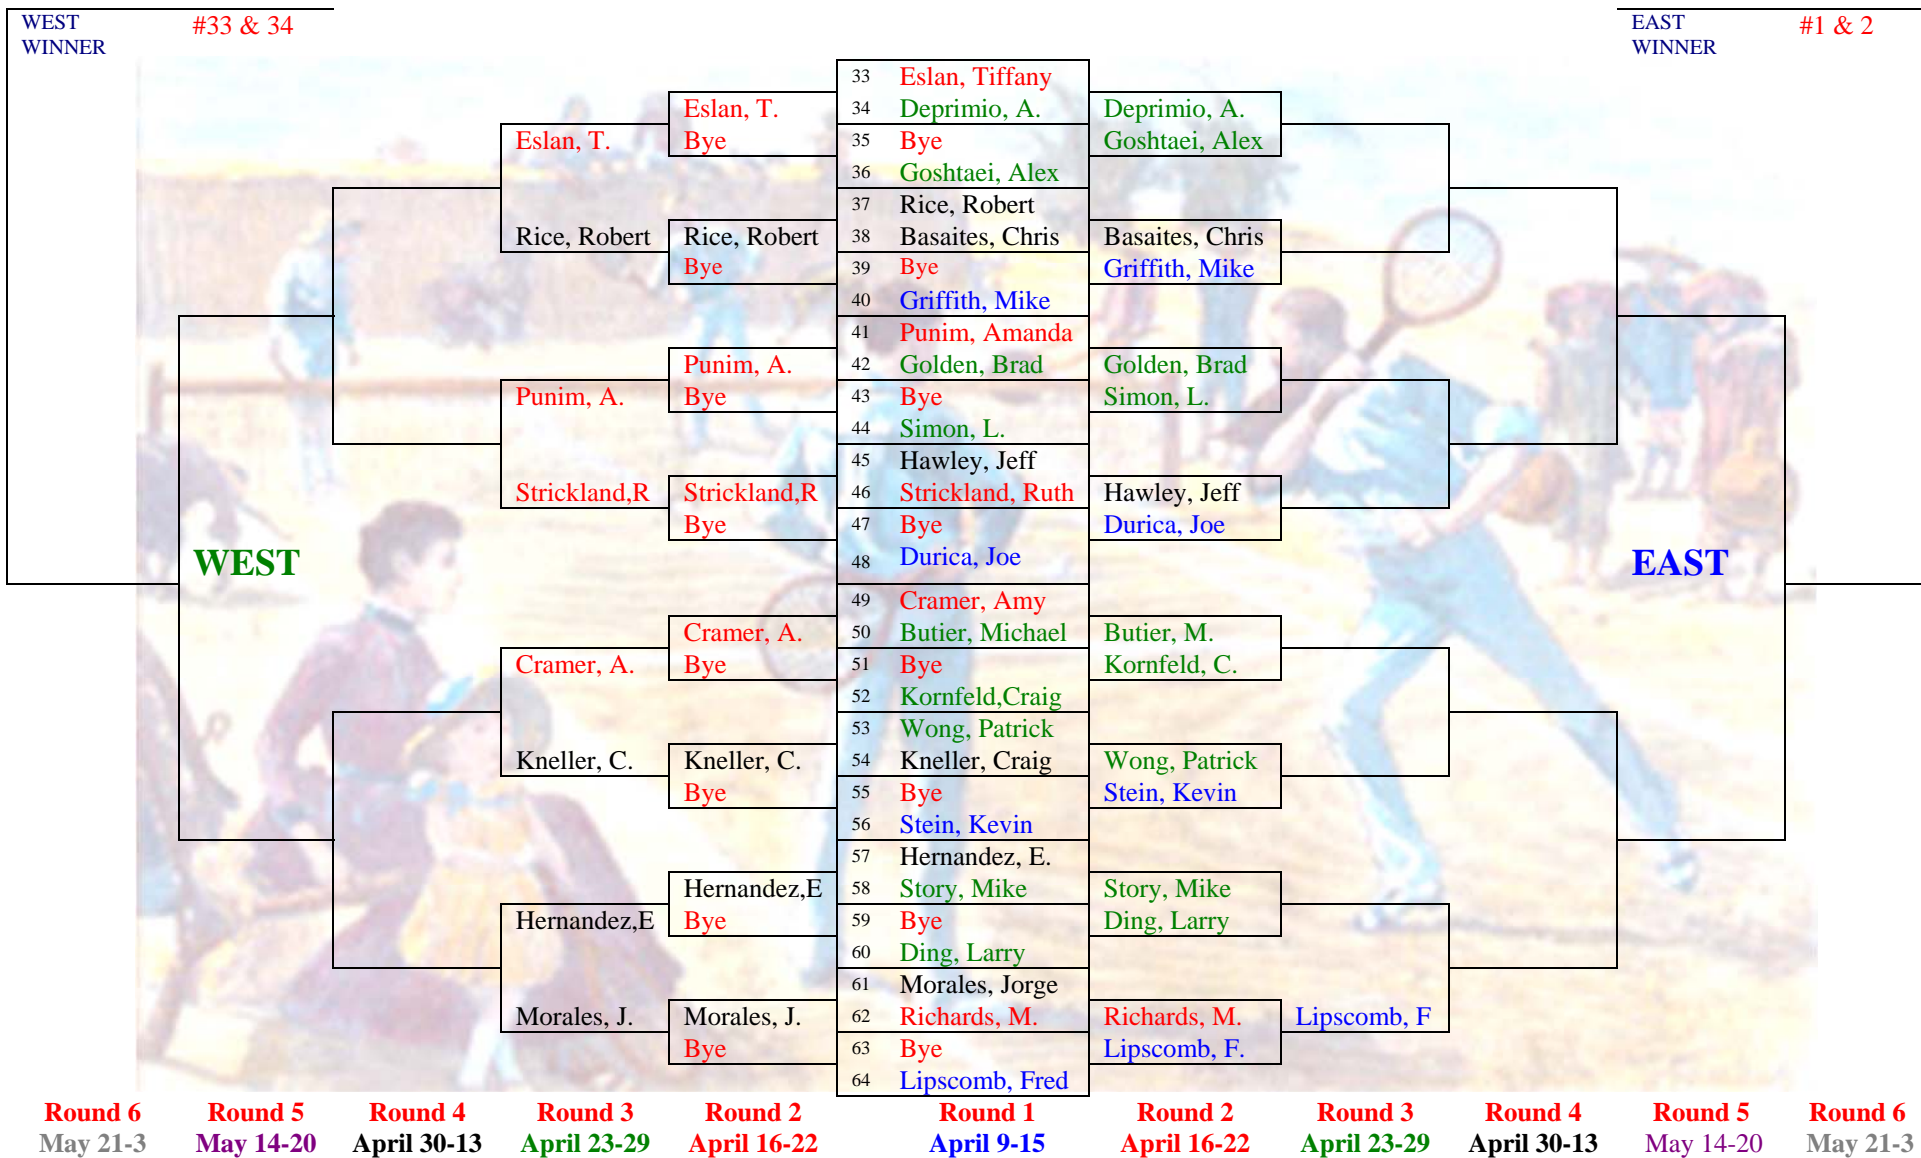 WEST WINNER #33 & 34
EAST WINNER #1 & 2
33 Eslan, Tiffany
Eslan, T. 34 Deprimio, A. Deprimio, A.
Eslan, T. Bye 35 Bye Goshtaei, Alex
36 Goshtaei, Alex
37 Rice, Robert
Rice, Robert Rice, Robert 38 Basaites, Chris Basaites, Chris
Bye 39 Bye Griffith, Mike
40 Griffith, Mike
41 Punim, Amanda
Punim, A. 42 Golden, Brad Golden, Brad
Punim, A. Bye 43 Bye Simon, L.
44 Simon, L.
45 Hawley, Jeff
Strickland,R Strickland,R 46 Strickland, Ruth Hawley, Jeff
Bye 47 Bye Durica, Joe
WEST 48 Durica, Joe EAST
49 Cramer, Amy
Cramer, A. 50 Butier, Michael Butier, M.
Cramer, A. Bye 51 Bye Kornfeld, C.
52 Kornfeld,Craig
53 Wong, Patrick
Kneller, C. Kneller, C. 54 Kneller, Craig Wong, Patrick
Bye 55 Bye Stein, Kevin
56 Stein, Kevin
57 Hernandez, E.
Hernandez,E 58 Story, Mike Story, Mike
Hernandez,E Bye 59 Bye Ding, Larry
60 Ding, Larry
61 Morales, Jorge
Morales, J. Morales, J. 62 Richards, M. Richards, M. Lipscomb, F
Bye 63 Bye Lipscomb, F.
64 Lipscomb, Fred
Round 6 Round 5 Round 4 Round 3 Round 2 Round 1 Round 2 Round 3 Round 4 Round 5 Round 6
May 21-3 May 14-20 April 30-13 April 23-29 April 16-22 April 9-15 April 16-22 April 23-29 April 30-13 May 14-20 May 21-3